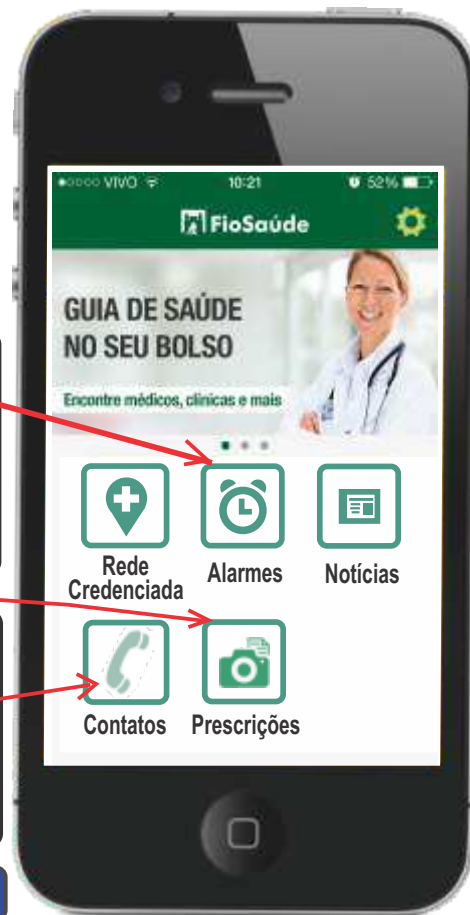 VIVO 10:21 52%
FioSaúde
GUIA DE SAÚDE
NO SEU BOLSO
Encontre médicos, clínicas e mais
Rede
Credenciada
Alarmes
Notícias
Contatos
Prescrições